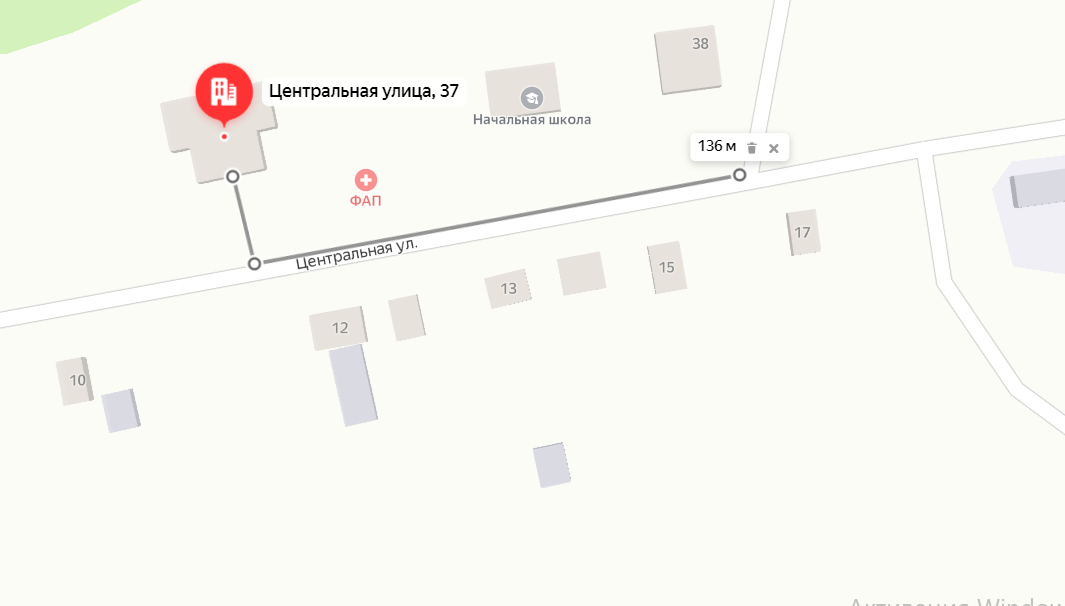 38
Центральная улица, 37
Начальная школа
136 м
ФАП
17
Центральная ул.
15
13
12
10